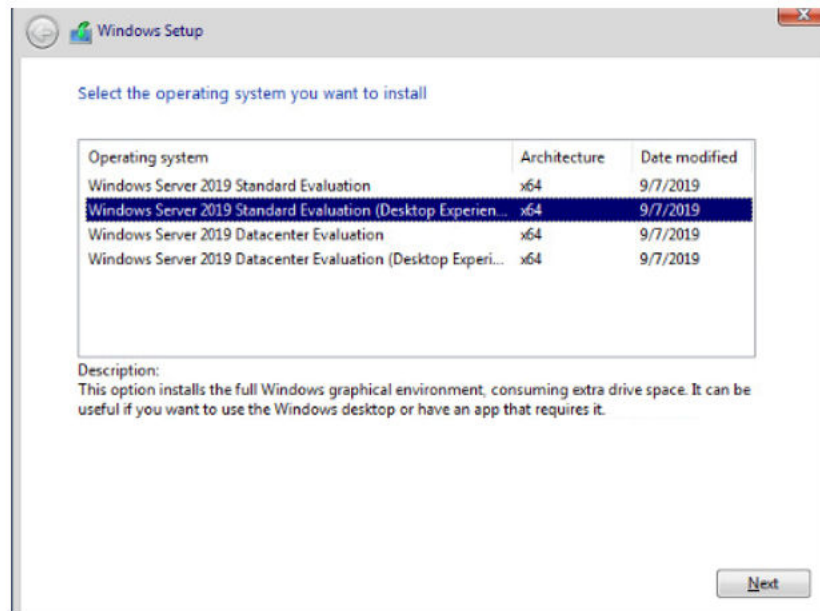 Windows Setup
Select the operating system you want to install
Operating system Architecture Date modified
Windows Server 2019 Standard Evaluation x64 9/7/2019
Windows Server 2019 Standard Evaluation (Desktop Experien... x64 9/7/2019
Windows Server 2019 Datacenter Evaluation x64 9/7/2019
Windows Server 2019 Datacenter Evaluation (Desktop Experi... x64 9/7/2019
Description:
This option installs the full Windows graphical environment, consuming extra drive space. It can be
useful if you want to use the Windows desktop or have an app that requires it.
Next